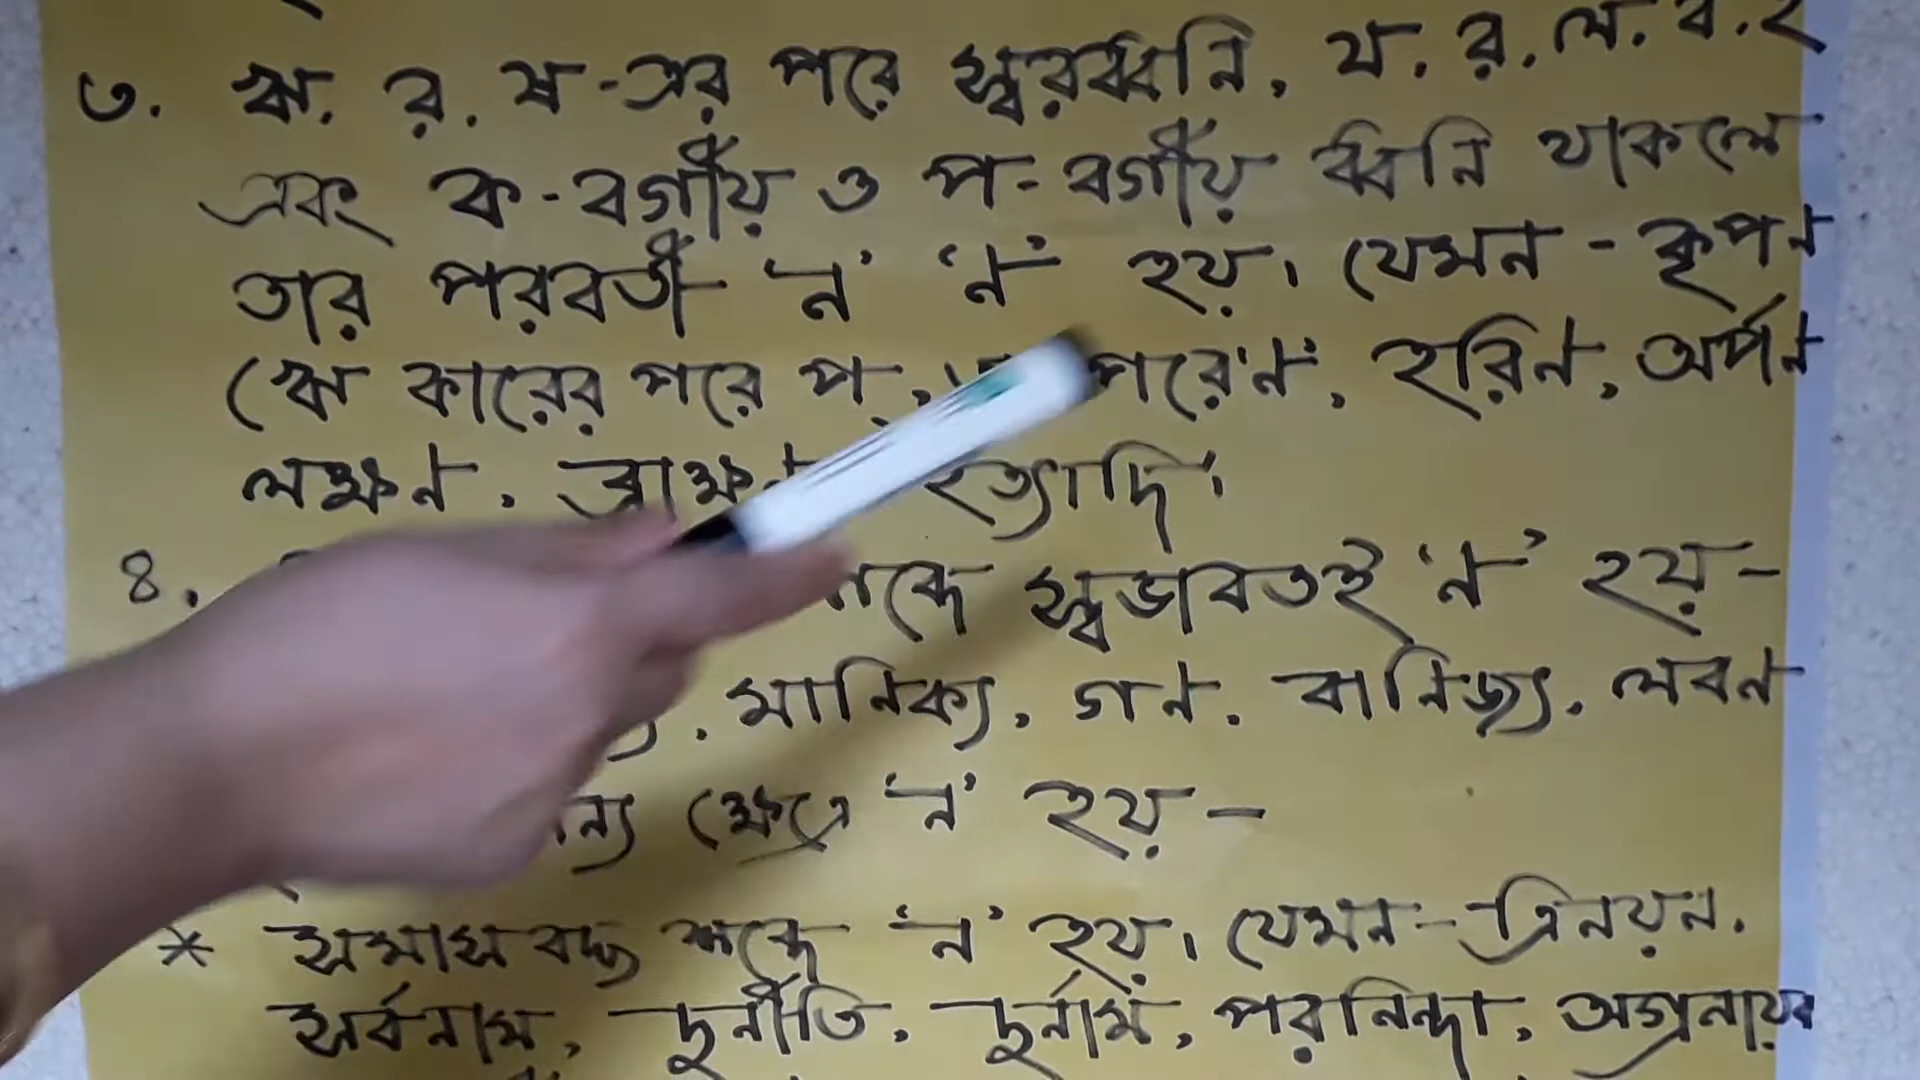 ৩. ঋ. র. ষ-এর পরে স্বরধ্বনি, য. র. ল. ব. হ
এবং ক-বর্গীয় ও প-বর্গীয় ধ্বনি থাকলে
তার পরবর্তী 'ন' 'ণ' হয়। যেমন - কৃপণ
(ঋ কারের পরে প্, পরে 'ণ', হরিণ, অর্পণ
লক্ষণ, ইত্যাদি।
৪. শব্দে স্বভাবতই 'ণ' হয় -
মাণিক্য, গণ, বাণিজ্য, লবণ
ক্ষেত্রে 'ন' হয় -
* সমাসবদ্ধ শব্দে 'ন' হয়। যেমন - ত্রিনয়ন,
সর্বনাম, দুর্নীতি, দুর্নাম, পরনিন্দা, অগ্রনায়ক